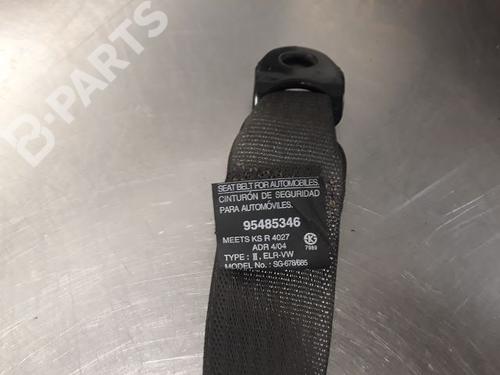 B-PARTS
SEAT BELT FOR AUTOMOBILES.
CINTURÓN DE SEGURIDAD
PARA AUTOMÓVILES.
95485346
MEETS KS R 4027
ADR 4/04
TYPE : Ⅱ, ELR-VW
MODEL No. : SG-678/685
K
7989